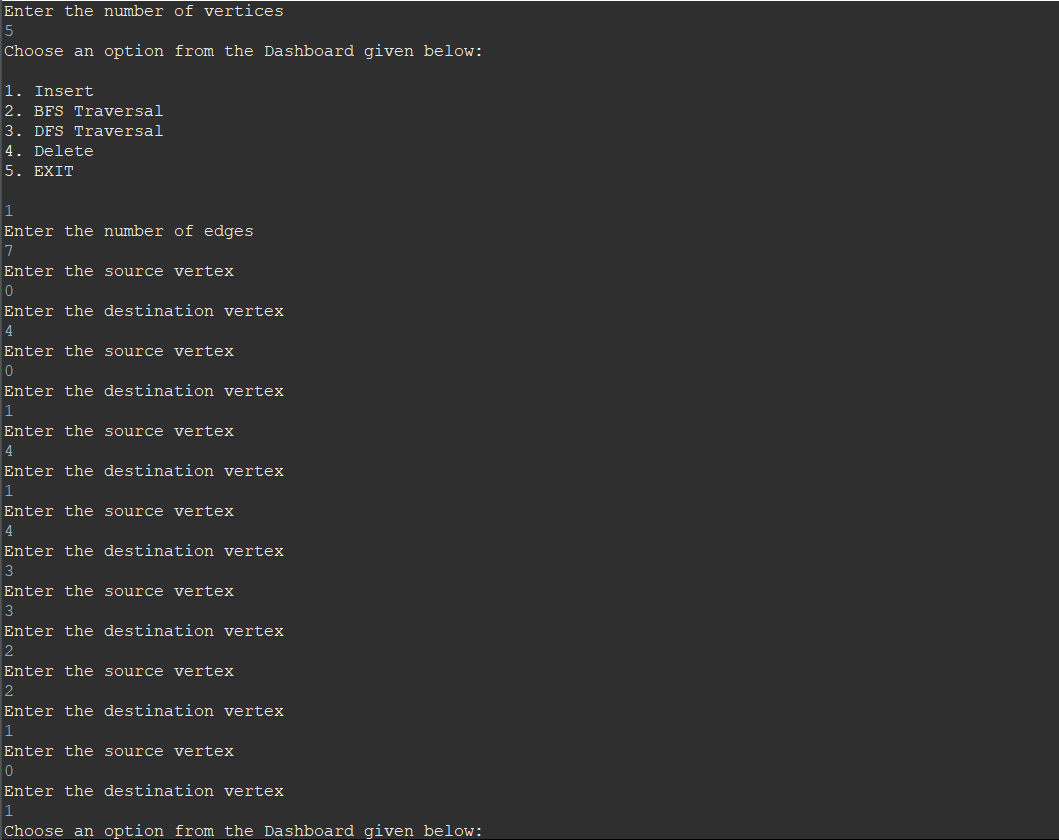 Enter the number of vertices
5
Choose an option from the Dashboard given below:
1. Insert
2. BFS Traversal
3. DFS Traversal
4. Delete
5. EXIT
1
Enter the number of edges
7
Enter the source vertex
0
Enter the destination vertex
4
Enter the source vertex
0
Enter the destination vertex
1
Enter the source vertex
4
Enter the destination vertex
1
Enter the source vertex
4
Enter the destination vertex
3
Enter the source vertex
3
Enter the destination vertex
2
Enter the source vertex
2
Enter the destination vertex
1
Enter the source vertex
0
Enter the destination vertex
1
Choose an option from the Dashboard given below: